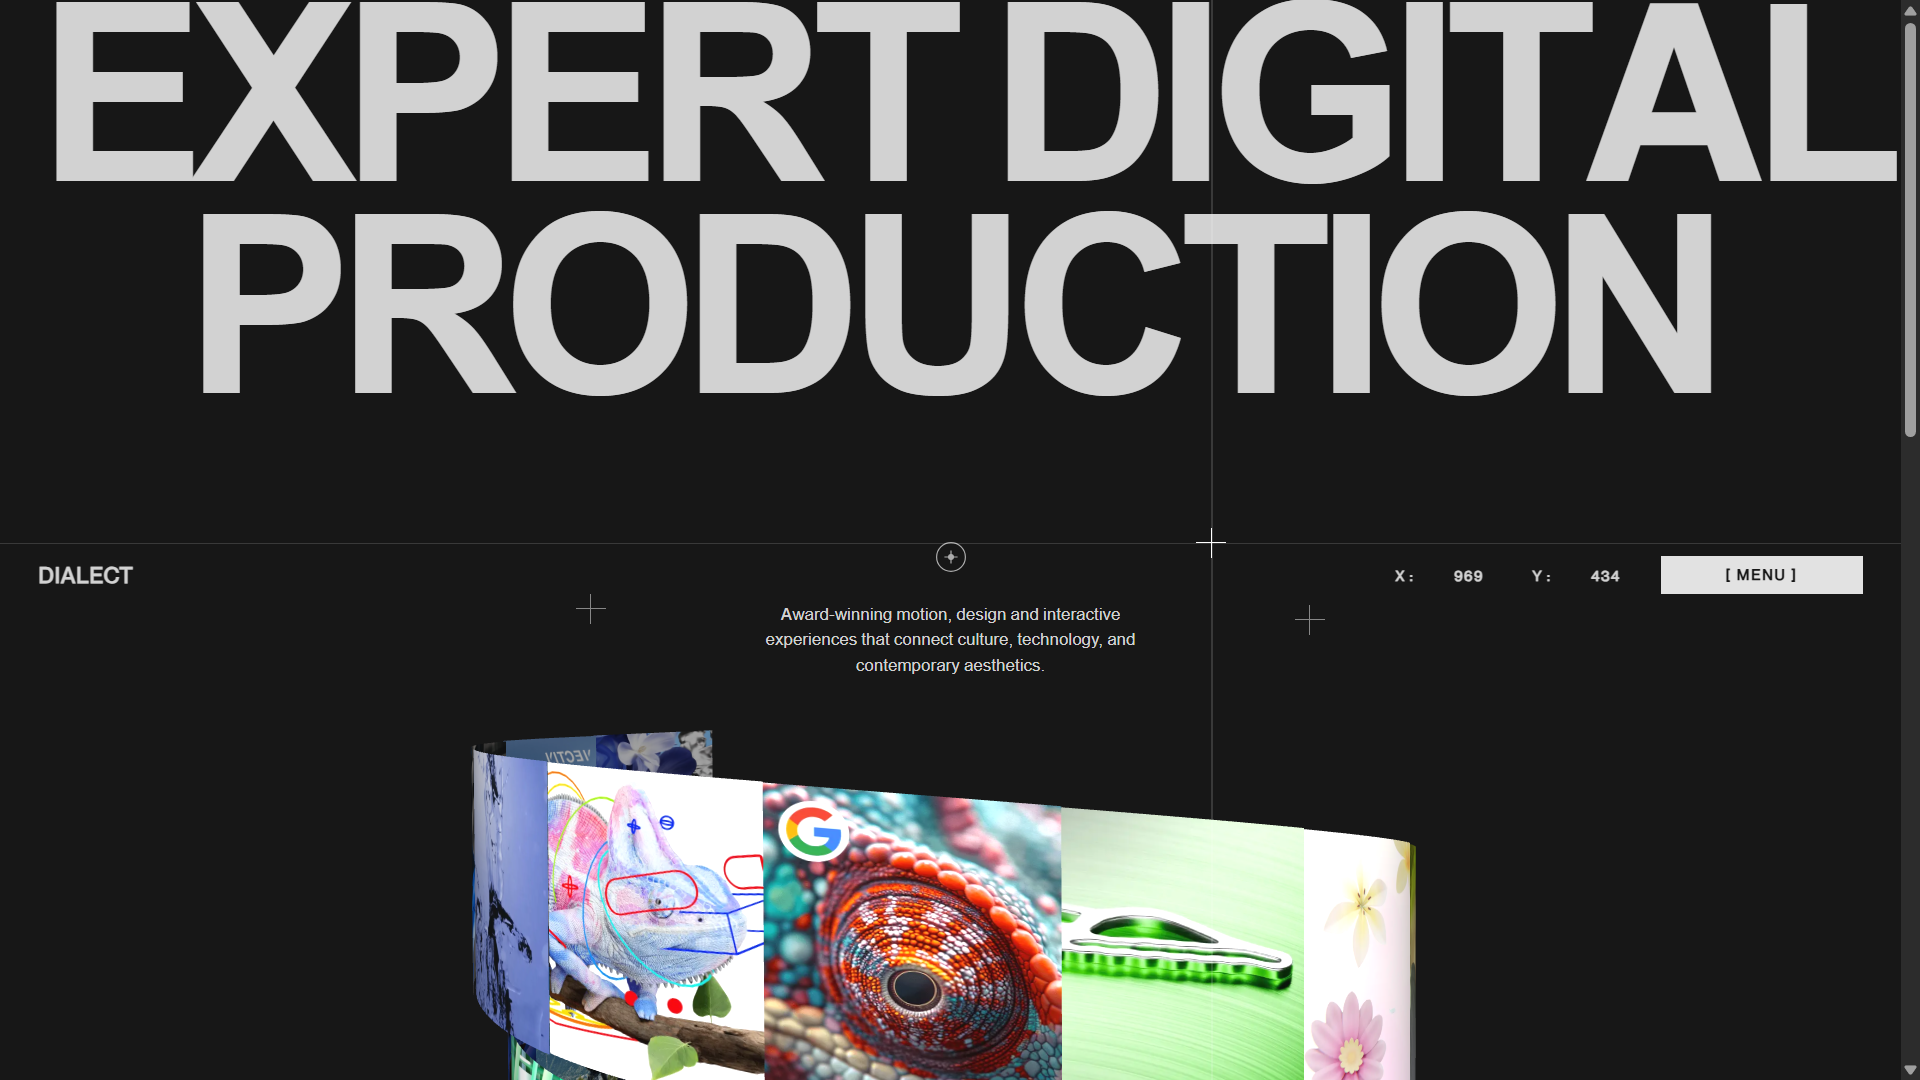 EXPERT DIGITAL
PRODUCTION
DIALECT
X: 969 Y: 434
[ MENU ]
Award-winning motion, design and interactive
experiences that connect culture, technology, and
contemporary aesthetics.
VECTIV
G